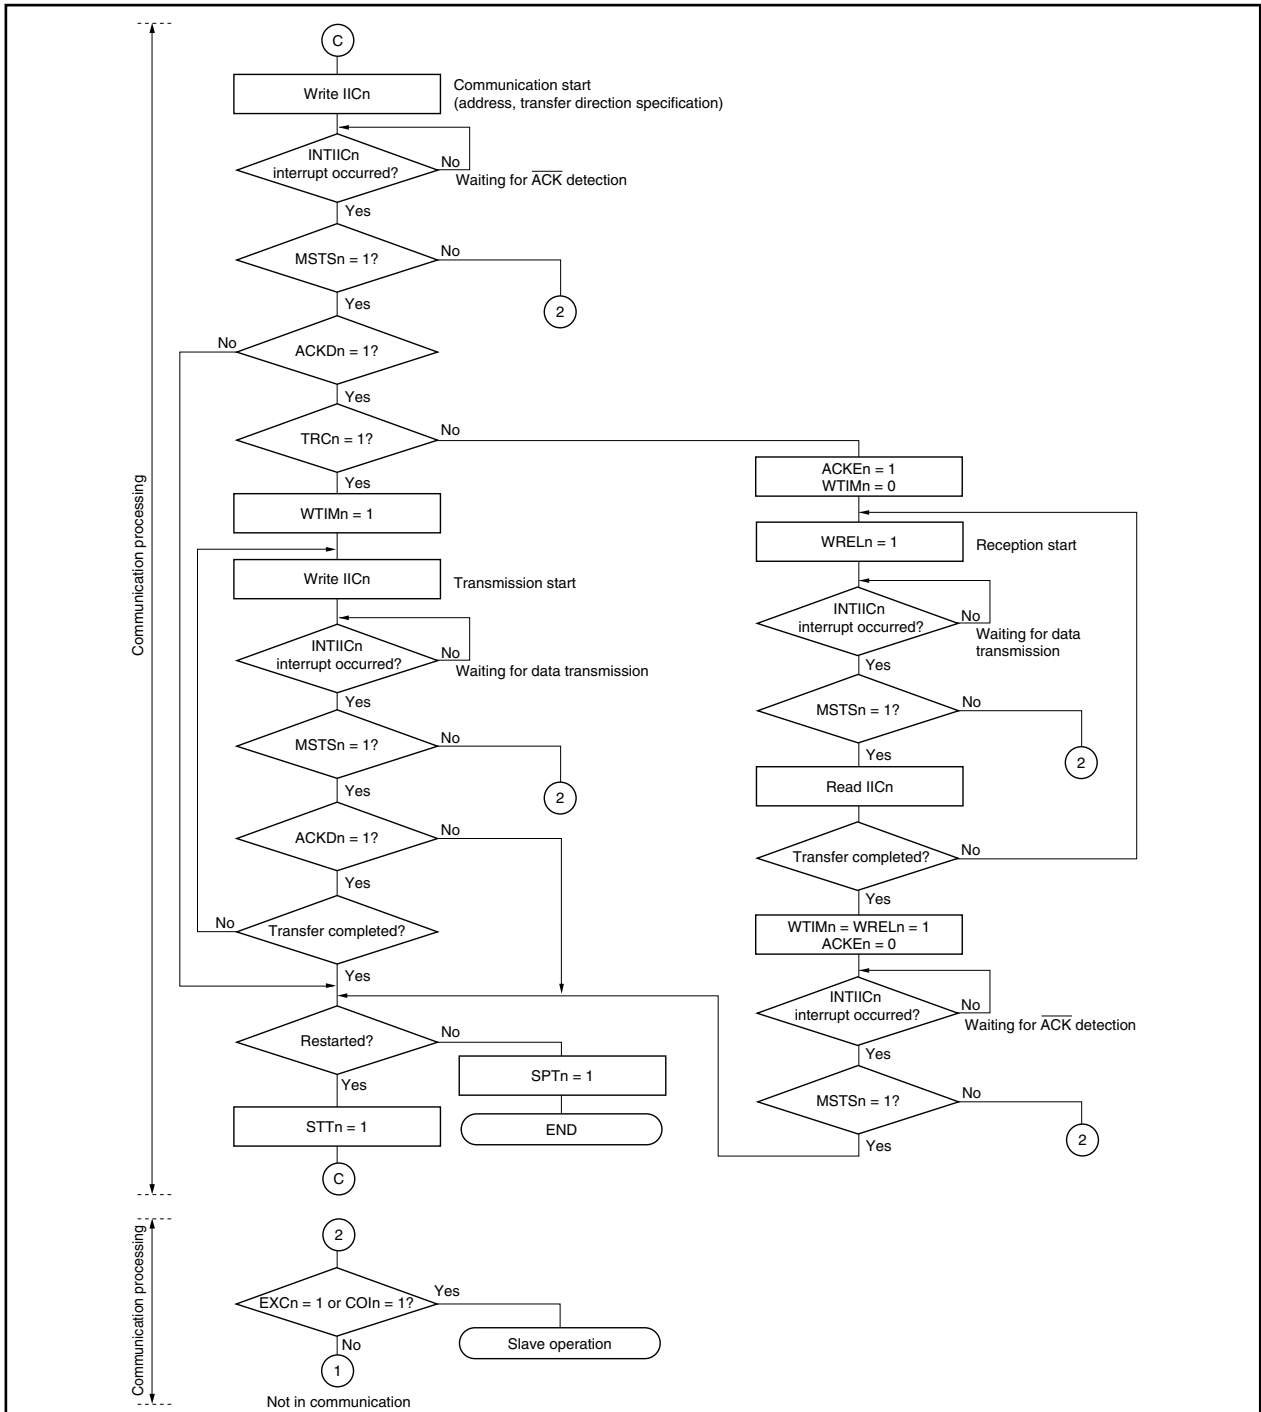 C
Write IICn
Communication start
(address, transfer direction specification)
INTIICn
interrupt occurred?
No
Waiting for ACK detection
Yes
MSTSn = 1?
No
2
Yes
ACKDn = 1?
No
Yes
TRCn = 1?
No
Yes
WTIMn = 1
Write IICn
Transmission start
INTIICn
interrupt occurred?
No
Waiting for data transmission
Yes
MSTSn = 1?
No
2
Yes
ACKDn = 1?
No
Yes
Transfer completed?
No
Yes
Restarted?
No
SPTn = 1
END
Yes
STTn = 1
C
ACKEn = 1
WTIMn = 0
WRELn = 1
Reception start
INTIICn
interrupt occurred?
No
Waiting for data
transmission
Yes
MSTSn = 1?
No
2
Yes
Read IICn
Transfer completed?
No
Yes
WTIMn = WRELn = 1
ACKEn = 0
INTIICn
interrupt occurred?
No
Waiting for ACK detection
Yes
MSTSn = 1?
No
2
Yes
Communication processing
2
EXCn = 1 or COIn = 1?
Yes
Slave operation
No
1
Not in communication
Communication processing